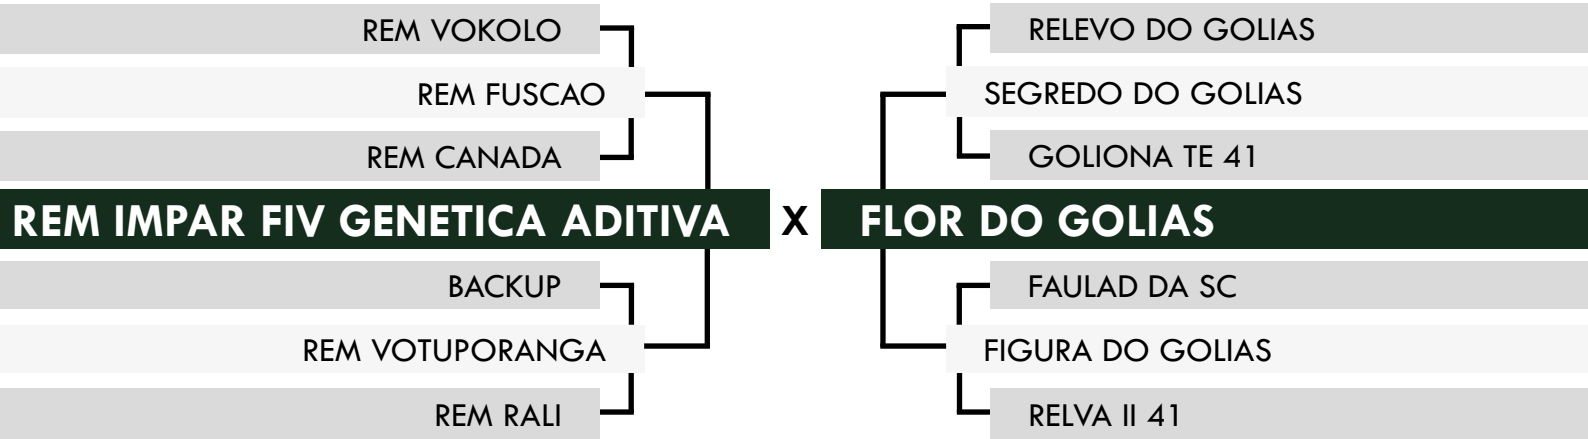 REM VOKOLO
REM FUSCAO
REM CANADA
REM IMPAR FIV GENETICA ADITIVA X FLOR DO GOLIAS
BACKUP
REM VOTUPORANGA
REM RALI
RELEVO DO GOLIAS
SEGREDO DO GOLIAS
GOLIONA TE 41
FAULAD DA SC
FIGURA DO GOLIAS
RELVA II 41